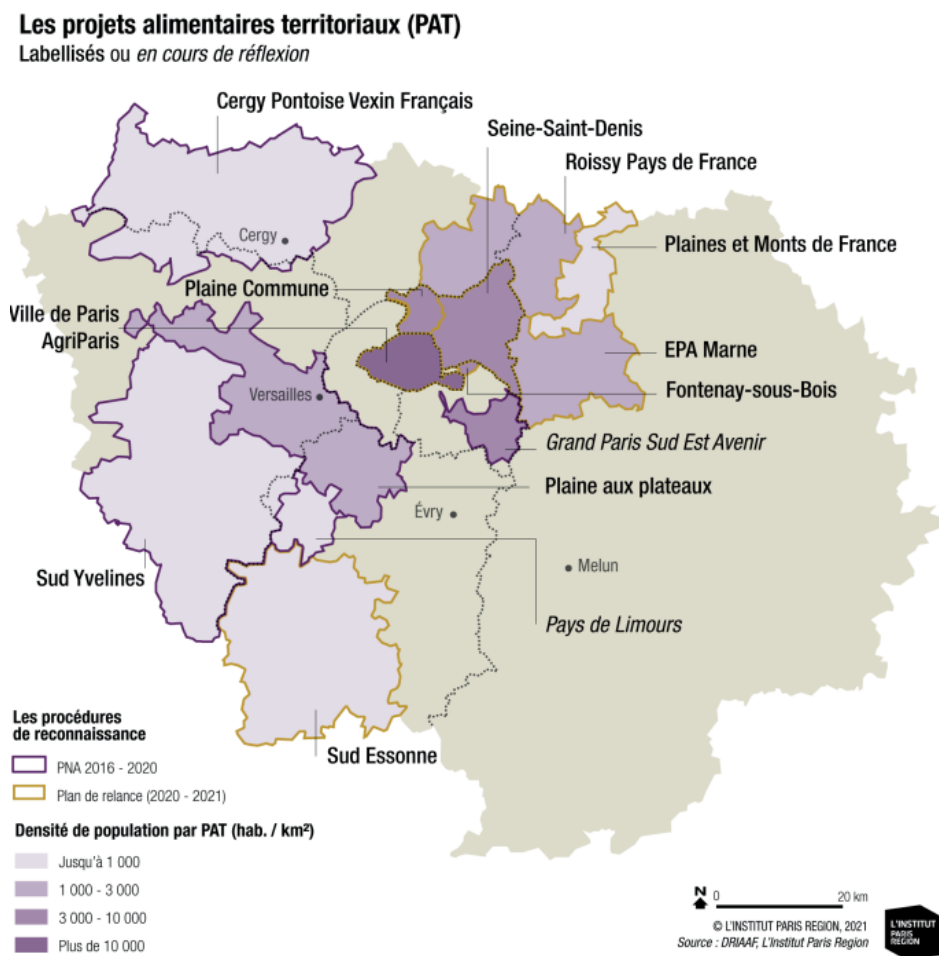 Les projets alimentaires territoriaux (PAT)
Labellisés ou en cours de réflexion
Cergy Pontoise Vexin Français
Seine-Saint-Denis
Roissy Pays de France
Cergy
Plaines et Monts de France
Plaine Commune
Ville de Paris
AgriParis
EPA Marne
Versailles
Fontenay-sous-Bois
Grand Paris Sud Est Avenir
Plaine aux plateaux
Évry
Melun
Sud Yvelines
Pays de Limours
Les procédures
de reconnaissance
Sud Essonne
PNA 2016 - 2020
Plan de relance (2020 - 2021)
Densité de population par PAT (hab. / km²)
Jusqu'à 1 000
1 000 - 3 000
3 000 - 10 000
Plus de 10 000
N
0
20 km
© L'INSTITUT PARIS REGION, 2021
Source : DRIAAF, L'Institut Paris Region
L'INSTITUT
PARIS
REGION